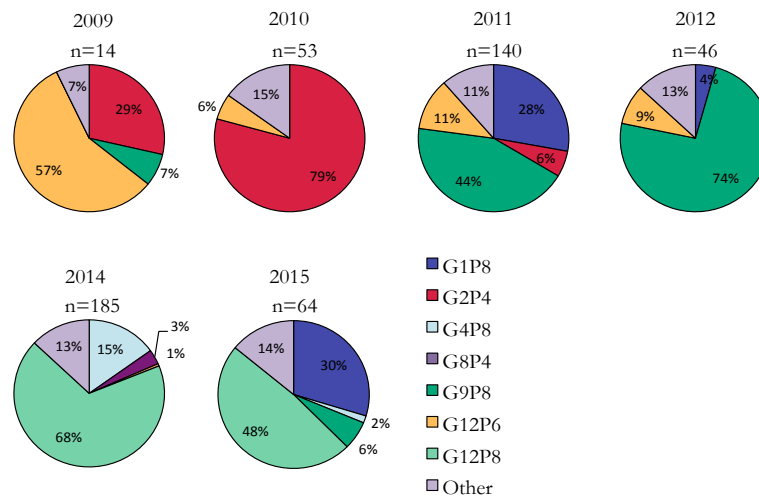 2009
n=14
7%
29%
7%
57%
2010
n=53
15%
6%
79%
2011
n=140
11%
28%
11%
6%
44%
2012
n=46
4%
13%
9%
74%
2014
n=185
3%
1%
13%
15%
68%
2015
n=64
14%
30%
2%
6%
48%
G1P8
G2P4
G4P8
G8P4
G9P8
G12P6
G12P8
Other